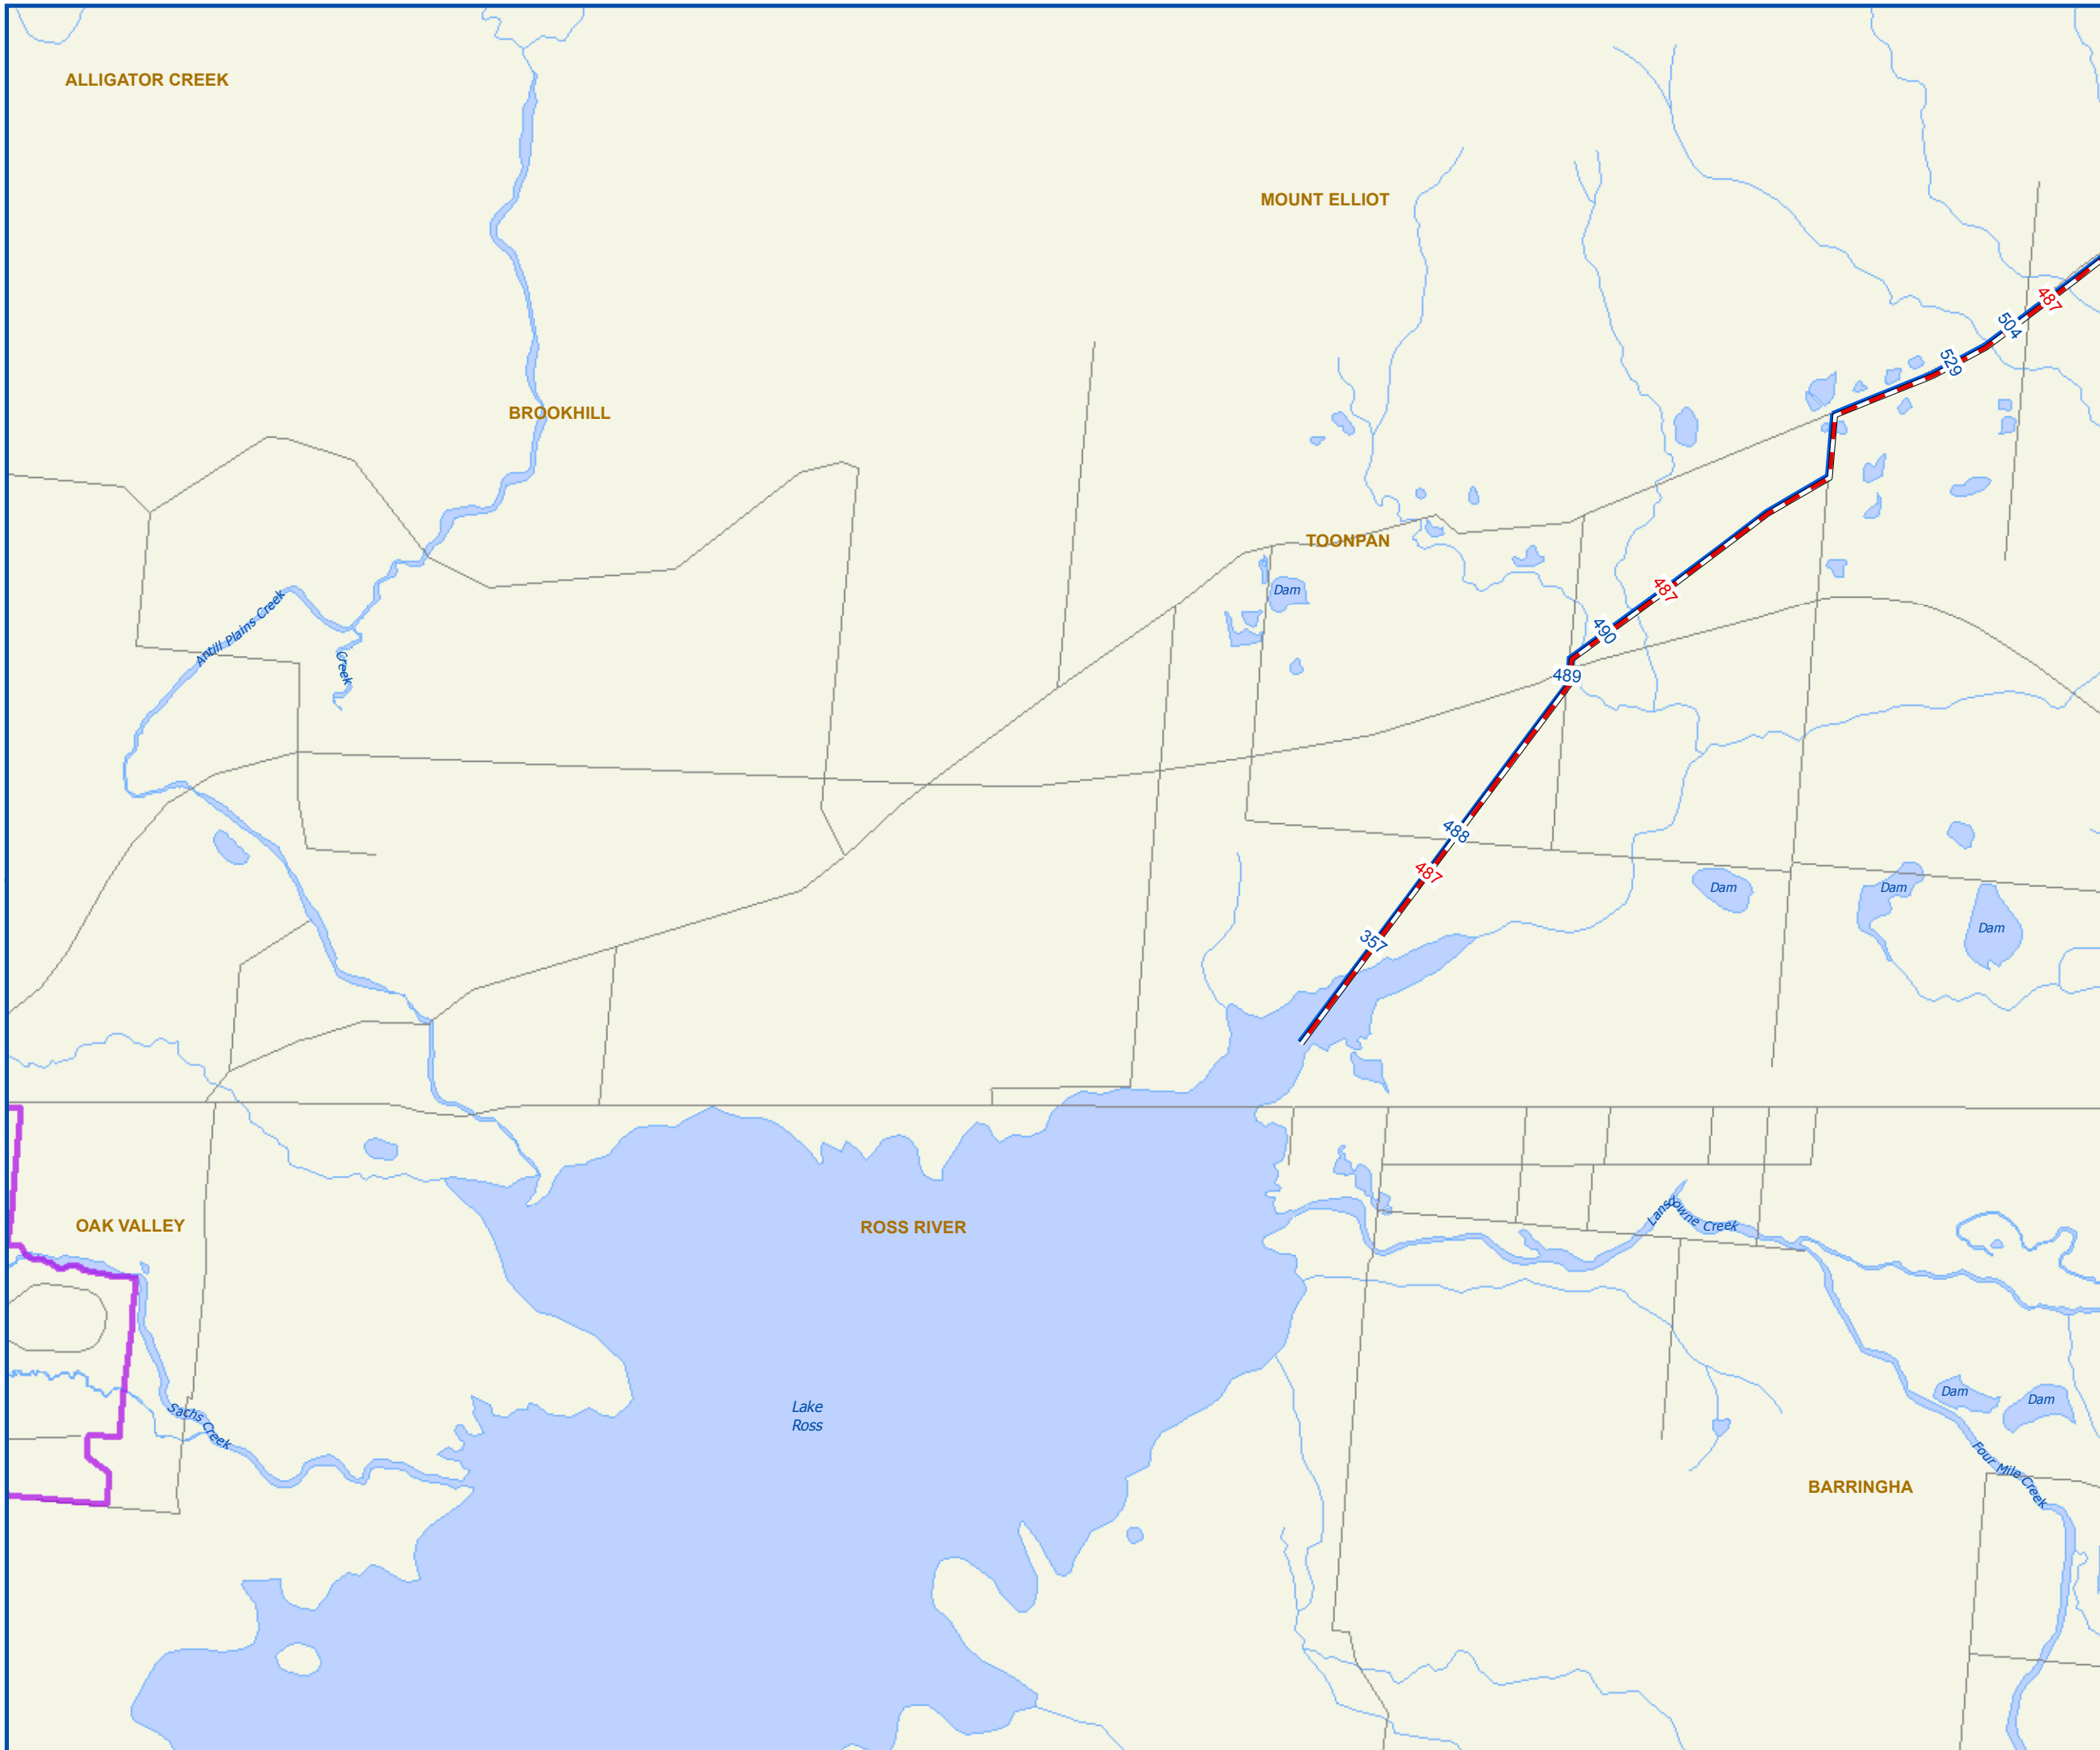 ALLIGATOR CREEK
MOUNT ELLIOT
487
504
529
BROOKHILL
TOONPAN
Dam
487
490
Antill Plains Creek
Creek
489
488
487
Dam
Dam
Dam
357
Lansdowne Creek
OAK VALLEY
ROSS RIVER
Dam
Dam
Lake
Ross
Sachs Creek
Four Mile Creek
BARRINGHA